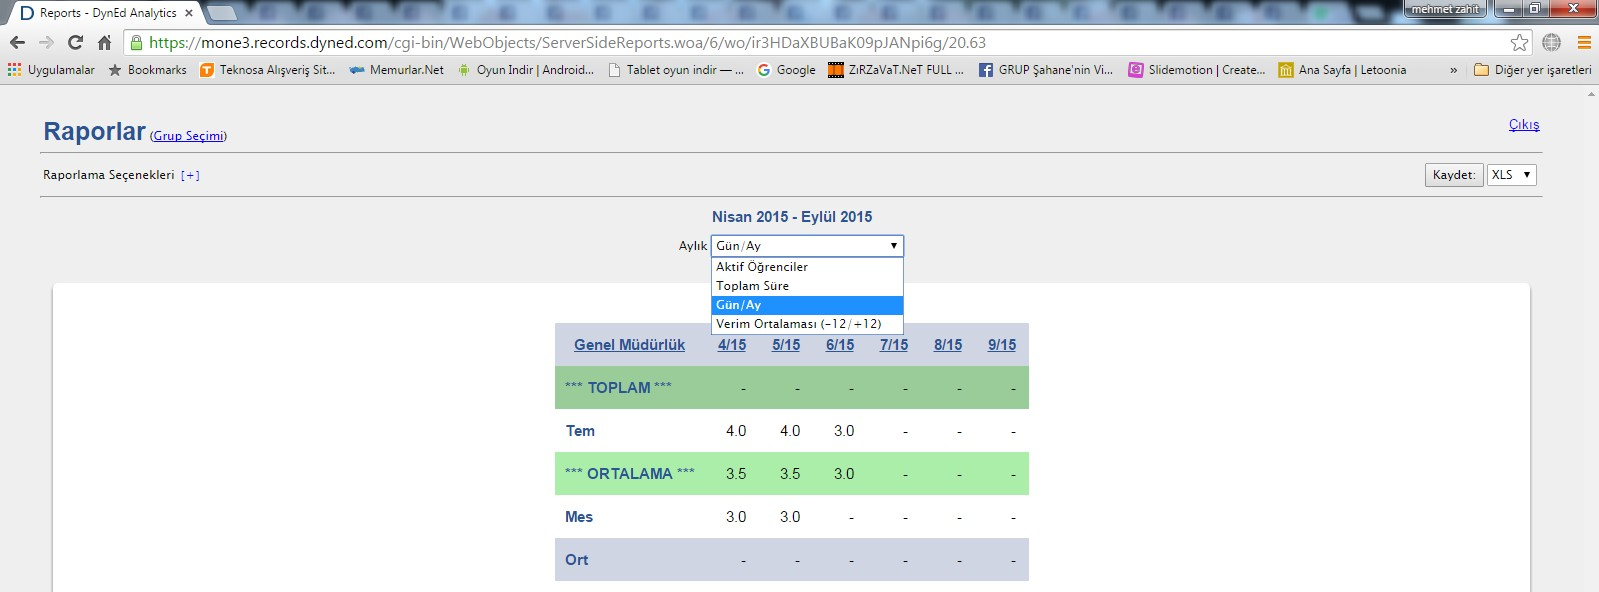 Reports - DynEd Analytics
mehmet zahit
https://mone3.records.dyned.com/cgi-bin/WebObjects/ServerSideReports.woa/6/wo/ir3HDaXBUBaK09pJANpi6g/20.63
Uygulamalar Bookmarks Teknosa Alışveriş Sit... Memurlar.Net Oyun Indir | Android... Tablet oyun indir — ... Google ZıRZaVaT.NeT FULL ... GRUP Şahane'nin Vi... Slidemotion | Create... Ana Sayfa | Letoonia » Diğer yer işaretleri
Raporlar (Grup Seçimi) Çıkış
Raporlama Seçenekleri [+] Kaydet: XLS
Nisan 2015 - Eylül 2015
Aylık Gün/Ay
Aktif Öğrenciler
Toplam Süre
Gün/Ay
Verim Ortalaması (-12/+12)
Genel Müdürlük 4/15 5/15 6/15 7/15 8/15 9/15
*** TOPLAM *** - - - - - -
Tem 4.0 4.0 3.0 - - -
*** ORTALAMA *** 3.5 3.5 3.0 - - -
Mes 3.0 3.0 - - - -
Ort - - - - - -